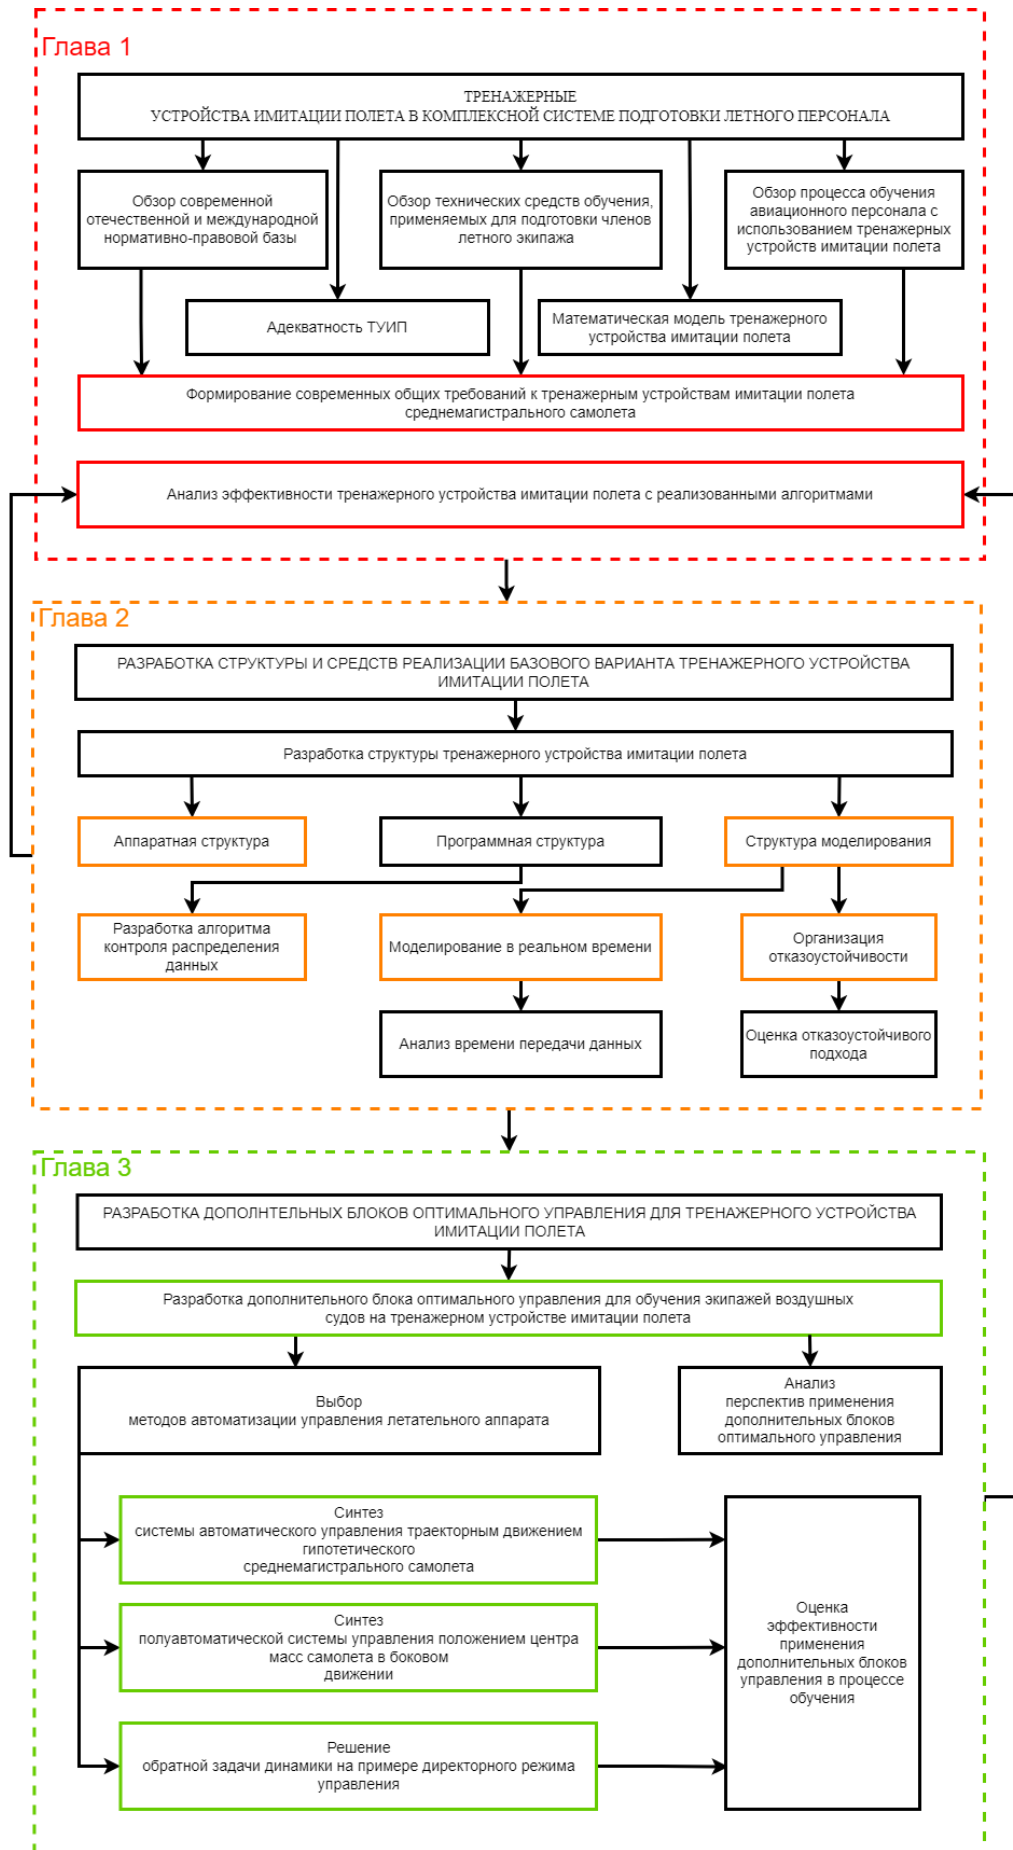 Глава 1
ТРЕНАЖЕРНЫЕ
УСТРОЙСТВА ИМИТАЦИИ ПОЛЕТА В КОМПЛЕКСНОЙ СИСТЕМЕ ПОДГОТОВКИ ЛЕТНОГО ПЕРСОНАЛА
Обзор современной
отечественной и международной
нормативно-правовой базы
Обзор технических средств обучения,
применяемых для подготовки членов
летного экипажа
Обзор процесса обучения
авиационного персонала с
использованием тренажерных
устройств имитации полета
Адекватность ТУИП
Математическая модель тренажерного
устройства имитации полета
Формирование современных общих требований к тренажерным устройствам имитации полета
среднемагистрального самолета
Анализ эффективности тренажерного устройства имитации полета с реализованными алгоритмами
Глава 2
РАЗРАБОТКА СТРУКТУРЫ И СРЕДСТВ РЕАЛИЗАЦИИ БАЗОВОГО ВАРИАНТА ТРЕНАЖЕРНОГО УСТРОЙСТВА
ИМИТАЦИИ ПОЛЕТА
Разработка структуры тренажерного устройства имитации полета
Аппаратная структура
Программная структура
Структура моделирования
Разработка алгоритма
контроля распределения
данных
Моделирование в реальном времени
Организация
отказоустойчивости
Анализ времени передачи данных
Оценка отказоустойчивого
подхода
Глава 3
РАЗРАБОТКА ДОПОЛНТЕЛЬНЫХ БЛОКОВ ОПТИМАЛЬНОГО УПРАВЛЕНИЯ ДЛЯ ТРЕНАЖЕРНОГО УСТРОЙСТВА
ИМИТАЦИИ ПОЛЕТА
Разработка дополнительного блока оптимального управления для обучения экипажей воздушных
судов на тренажерном устройстве имитации полета
Выбор
методов автоматизации управления летательного аппарата
Анализ
перспектив применения
дополнительных блоков
оптимального управления
Синтез
системы автоматического управления траекторным движением
гипотетического
среднемагистрального самолета
Синтез
полуавтоматической системы управления положением центра
масс самолета в боковом
движении
Решение
обратной задачи динамики на примере директорного режима
управления
Оценка
эффективности
применения
дополнительных блоков
управления в процессе
обучения